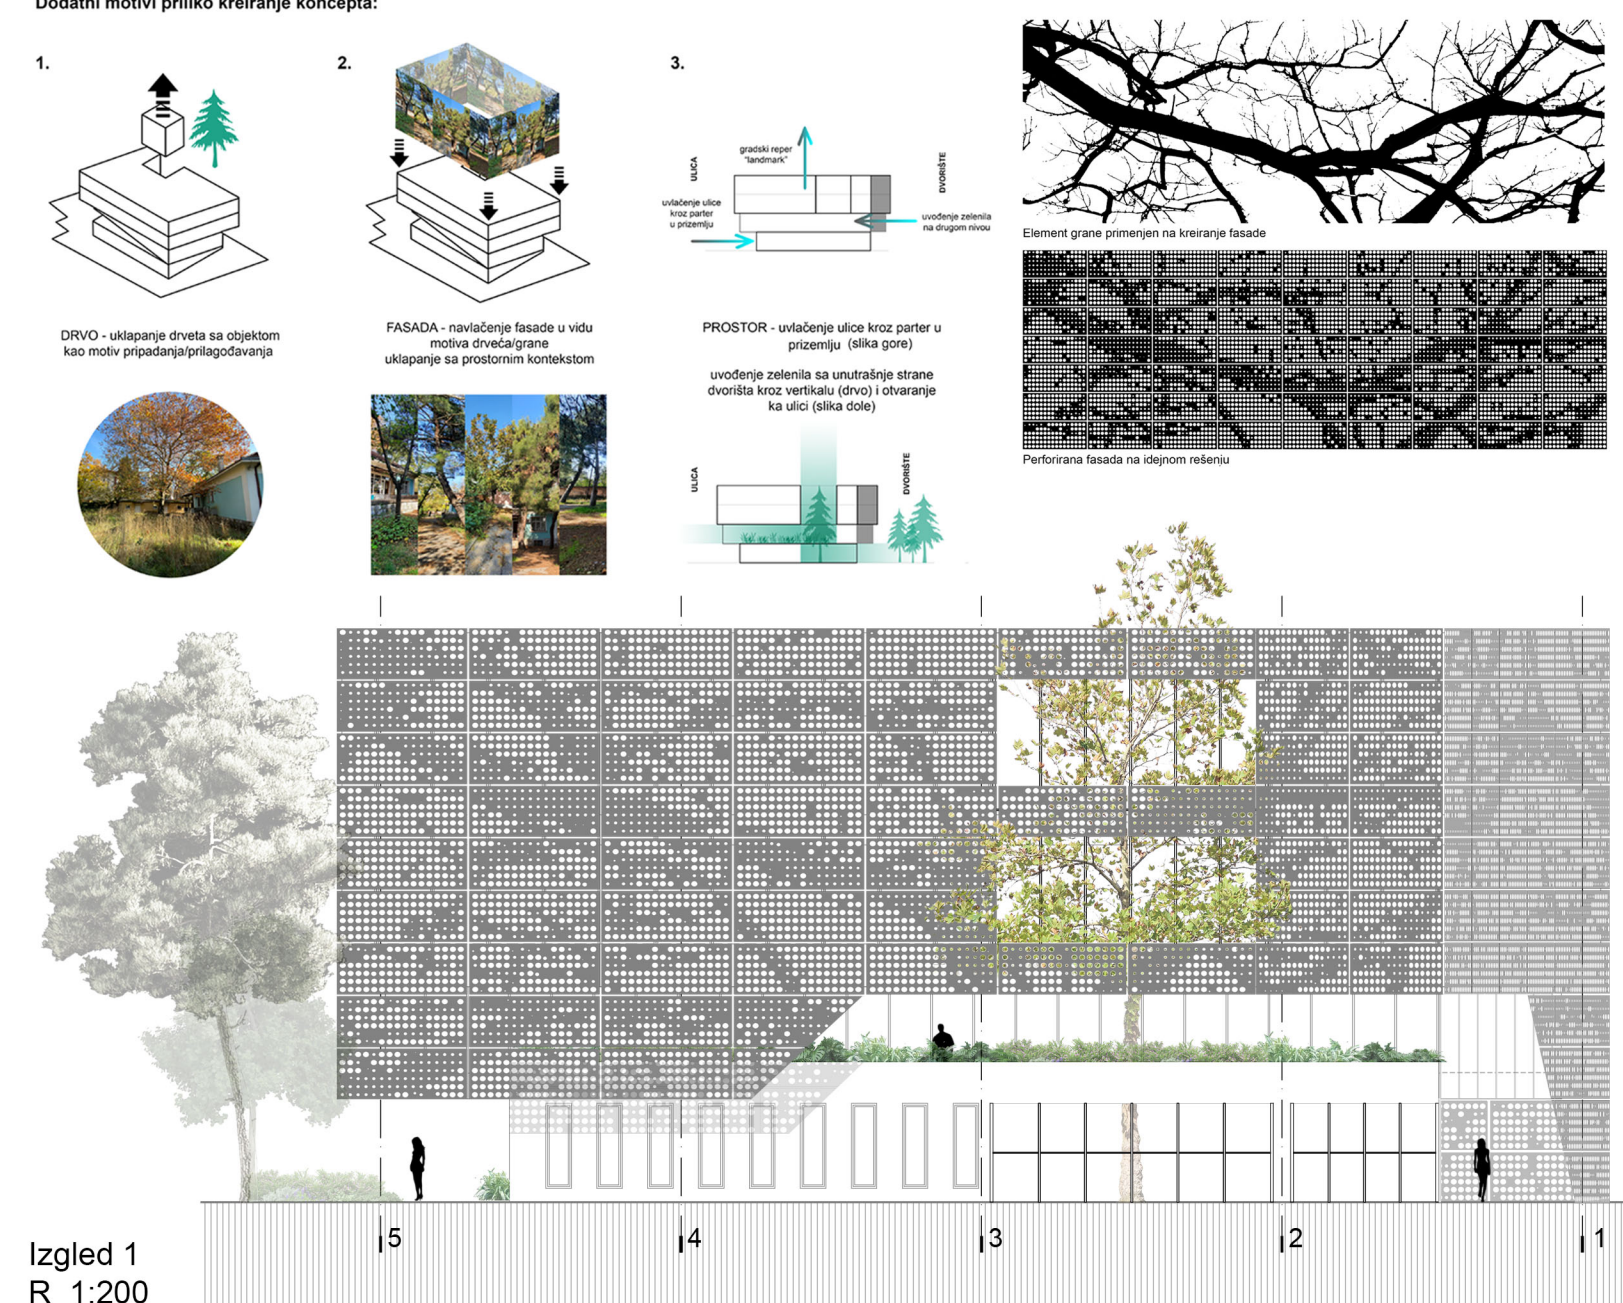 Dodatni motivi priliko kreiranje koncepta:
1.
DRVO - uklapanje drveta sa objektom
kao motiv pripadanja/prilagođavanja
2.
FASADA - navlačenje fasade u vidu
motiva drveća/grane
uklapanje sa prostornim kontekstom
3.
ULICA
gradski reper
"landmark"
DVORIŠTE
uvlačenje ulice
kroz parter
u prizemlju
uvođenje zelenila
na drugom nivou
PROSTOR - uvlačenje ulice kroz parter u
prizemlju (slika gore)
uvođenje zelenila sa unutrašnje strane
dvorišta kroz vertikalu (drvo) i otvaranje
ka ulici (slika dole)
ULICA
DVORIŠTE
Element grane primenjen na kreiranje fasade
Perforirana fasada na idejnom rešenju
5
4
3
2
1
Izgled 1
R 1:200